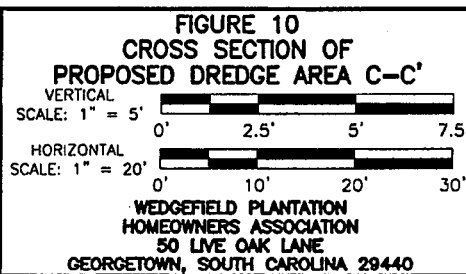 FIGURE 10
CROSS SECTION OF
PROPOSED DREDGE AREA C-C'
VERTICAL
SCALE: 1" = 5'
0' 2.5' 5' 7.5
HORIZONTAL
SCALE: 1" = 20'
0' 10' 20' 30'
WEDGEFIELD PLANTATION
HOMEOWNERS ASSOCIATION
50 LIVE OAK LANE
GEORGETOWN, SOUTH CAROLINA 29440